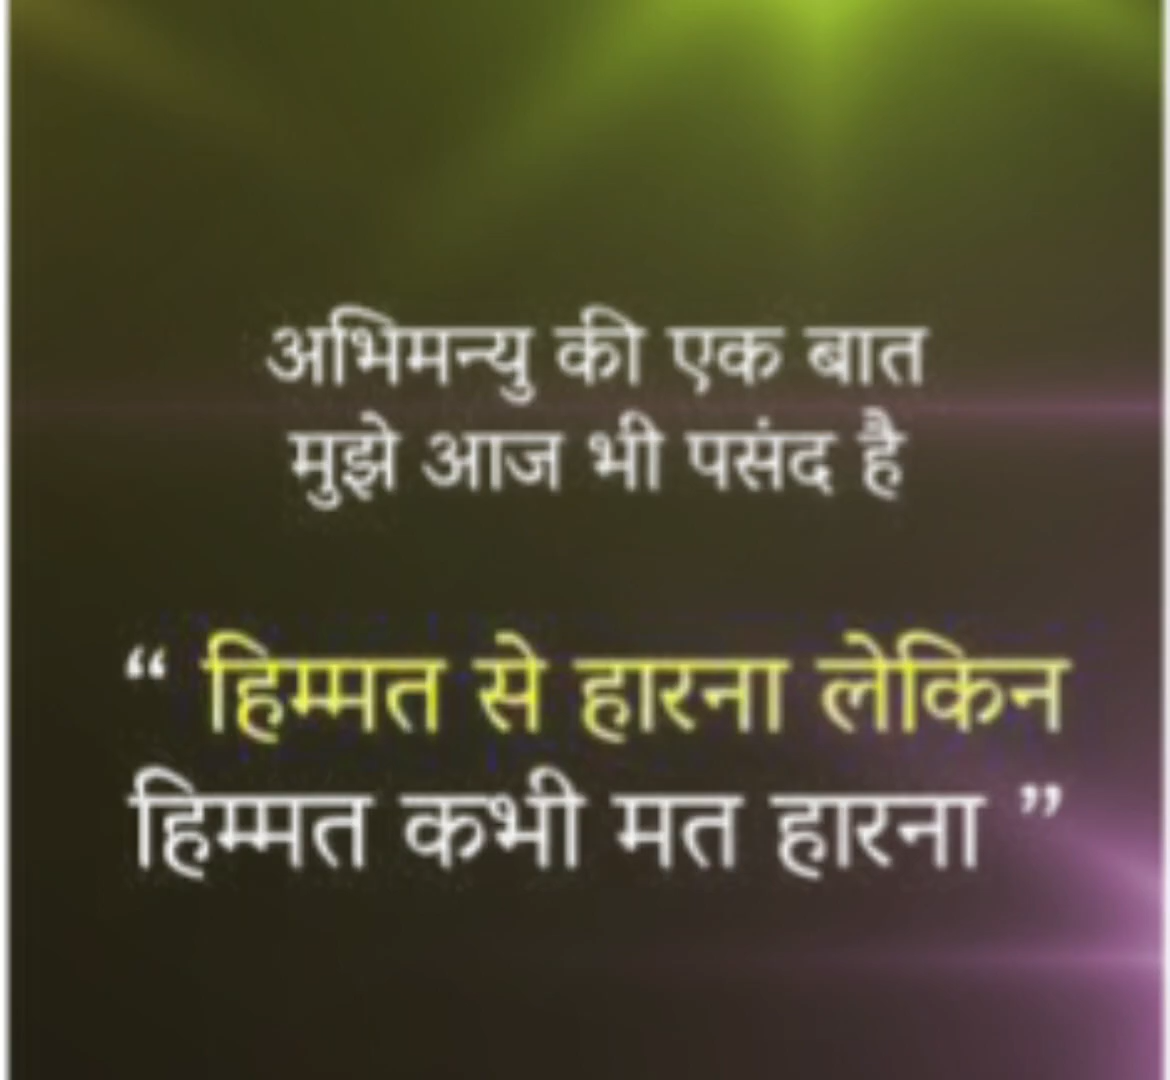 अभिमन्यु की एक बात
मुझे आज भी पसंद है
“ हिम्मत से हारना लेकिन
हिम्मत कभी मत हारना ”